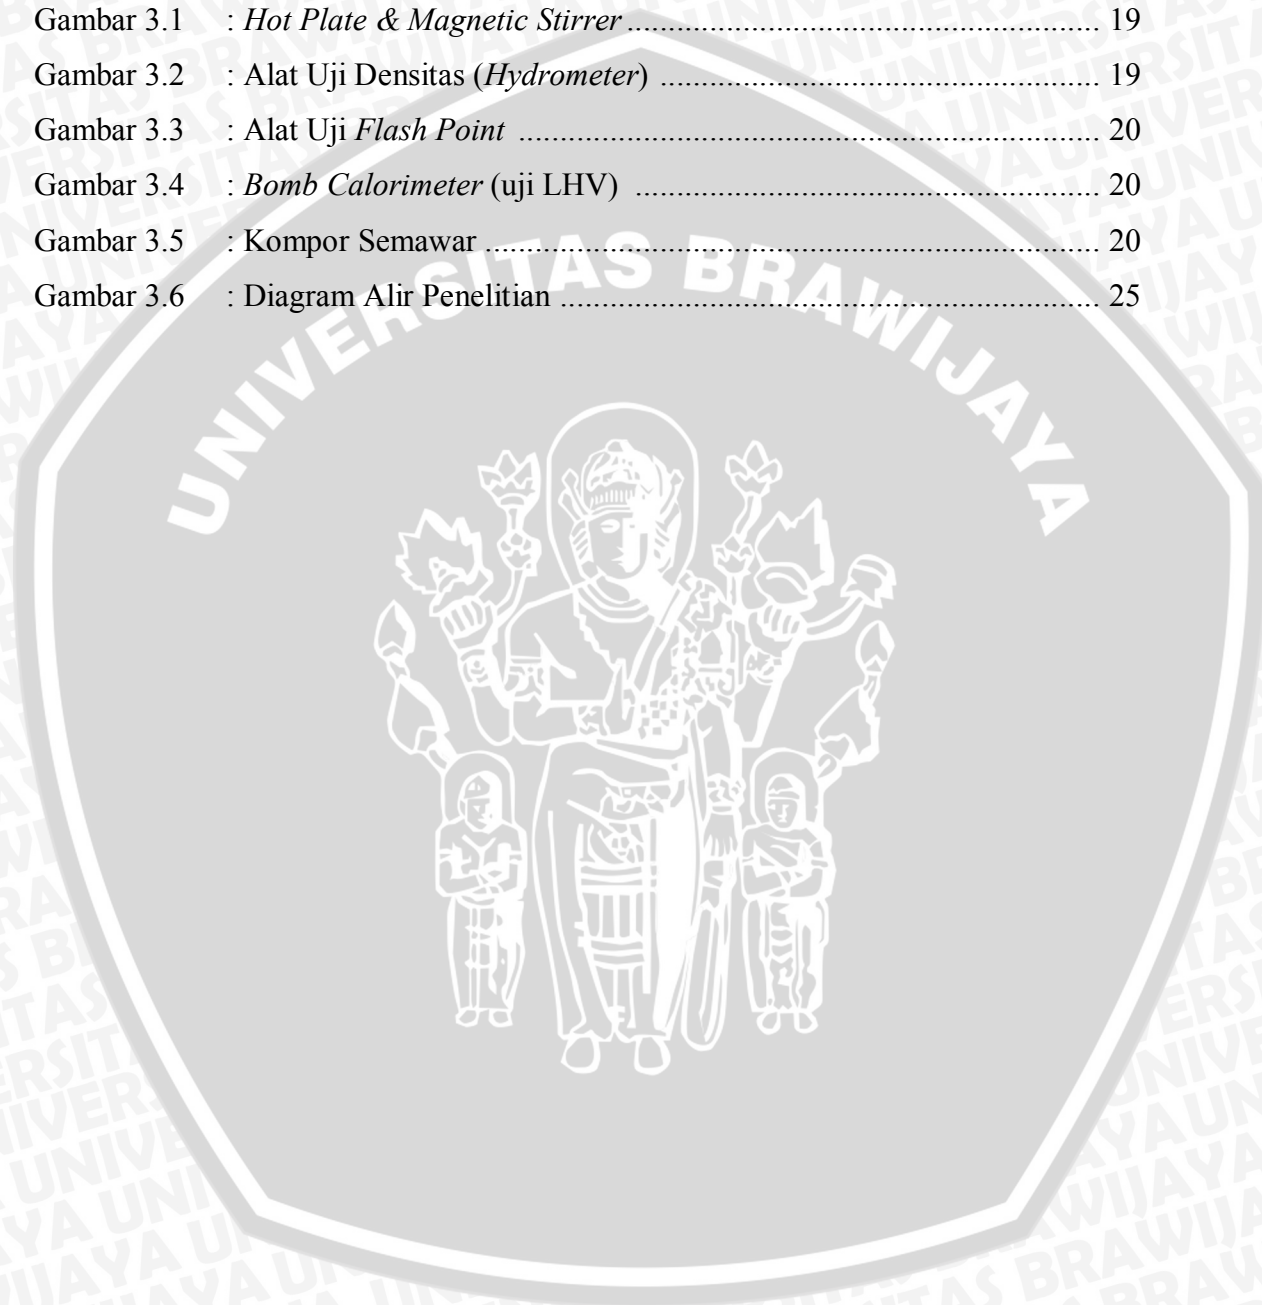 Gambar 3.1 : Hot Plate & Magnetic Stirrer ........................................................................ 19
Gambar 3.2 : Alat Uji Densitas (Hydrometer) ................................................................... 19
Gambar 3.3 : Alat Uji Flash Point ........................................................................................ 20
Gambar 3.4 : Bomb Calorimeter (uji LHV) ....................................................................... 20
Gambar 3.5 : Kompor Semawar ............................................................................................. 20
Gambar 3.6 : Diagram Alir Penelitian .................................................................................. 25
UNIVERSITAS BRAWIJAYA